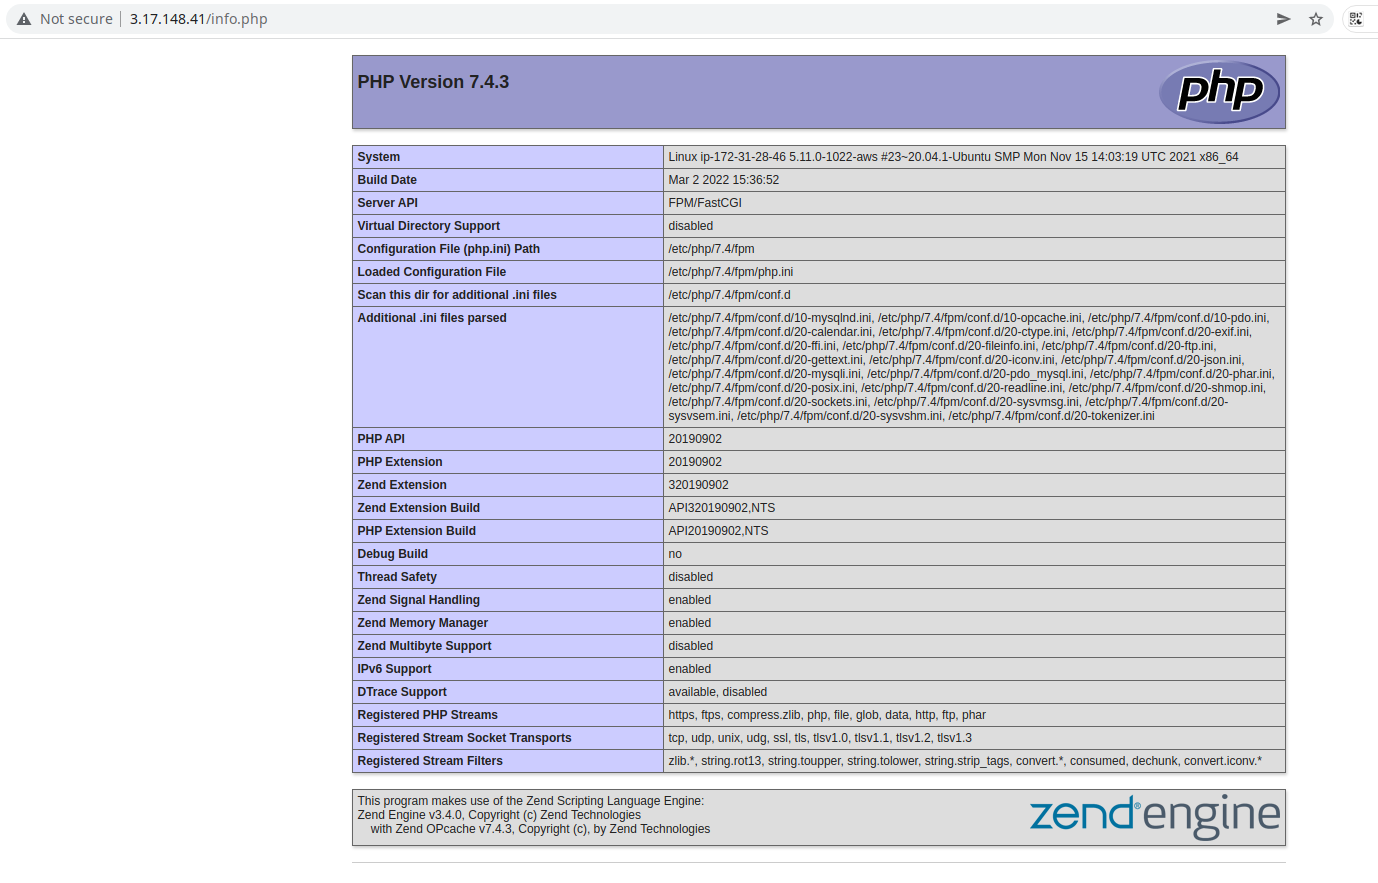 Not secure | 3.17.148.41/info.php
PHP Version 7.4.3
php
System Linux ip-172-31-28-46 5.11.0-1022-aws #23~20.04.1-Ubuntu SMP Mon Nov 15 14:03:19 UTC 2021 x86_64
Build Date Mar 2 2022 15:36:52
Server API FPM/FastCGI
Virtual Directory Support disabled
Configuration File (php.ini) Path /etc/php/7.4/fpm
Loaded Configuration File /etc/php/7.4/fpm/php.ini
Scan this dir for additional .ini files /etc/php/7.4/fpm/conf.d
Additional .ini files parsed /etc/php/7.4/fpm/conf.d/10-mysqlnd.ini, /etc/php/7.4/fpm/conf.d/10-opcache.ini, /etc/php/7.4/fpm/conf.d/10-pdo.ini,
/etc/php/7.4/fpm/conf.d/20-calendar.ini, /etc/php/7.4/fpm/conf.d/20-ctype.ini, /etc/php/7.4/fpm/conf.d/20-exif.ini,
/etc/php/7.4/fpm/conf.d/20-ffi.ini, /etc/php/7.4/fpm/conf.d/20-fileinfo.ini, /etc/php/7.4/fpm/conf.d/20-ftp.ini,
/etc/php/7.4/fpm/conf.d/20-gettext.ini, /etc/php/7.4/fpm/conf.d/20-iconv.ini, /etc/php/7.4/fpm/conf.d/20-json.ini,
/etc/php/7.4/fpm/conf.d/20-mysqli.ini, /etc/php/7.4/fpm/conf.d/20-pdo_mysql.ini, /etc/php/7.4/fpm/conf.d/20-phar.ini,
/etc/php/7.4/fpm/conf.d/20-posix.ini, /etc/php/7.4/fpm/conf.d/20-readline.ini, /etc/php/7.4/fpm/conf.d/20-shmop.ini,
/etc/php/7.4/fpm/conf.d/20-sockets.ini, /etc/php/7.4/fpm/conf.d/20-sysvmsg.ini, /etc/php/7.4/fpm/conf.d/20-
sysvsem.ini, /etc/php/7.4/fpm/conf.d/20-sysvshm.ini, /etc/php/7.4/fpm/conf.d/20-tokenizer.ini
PHP API 20190902
PHP Extension 20190902
Zend Extension 320190902
Zend Extension Build API320190902,NTS
PHP Extension Build API20190902,NTS
Debug Build no
Thread Safety disabled
Zend Signal Handling enabled
Zend Memory Manager enabled
Zend Multibyte Support disabled
IPv6 Support enabled
DTrace Support available, disabled
Registered PHP Streams https, ftps, compress.zlib, php, file, glob, data, http, ftp, phar
Registered Stream Socket Transports tcp, udp, unix, udg, ssl, tls, tlsv1.0, tlsv1.1, tlsv1.2, tlsv1.3
Registered Stream Filters zlib.*, string.rot13, string.toupper, string.tolower, string.strip_tags, convert.*, consumed, dechunk, convert.iconv.*
This program makes use of the Zend Scripting Language Engine:
Zend Engine v3.4.0, Copyright (c) Zend Technologies
with Zend OPcache v7.4.3, Copyright (c), by Zend Technologies
zend® engine